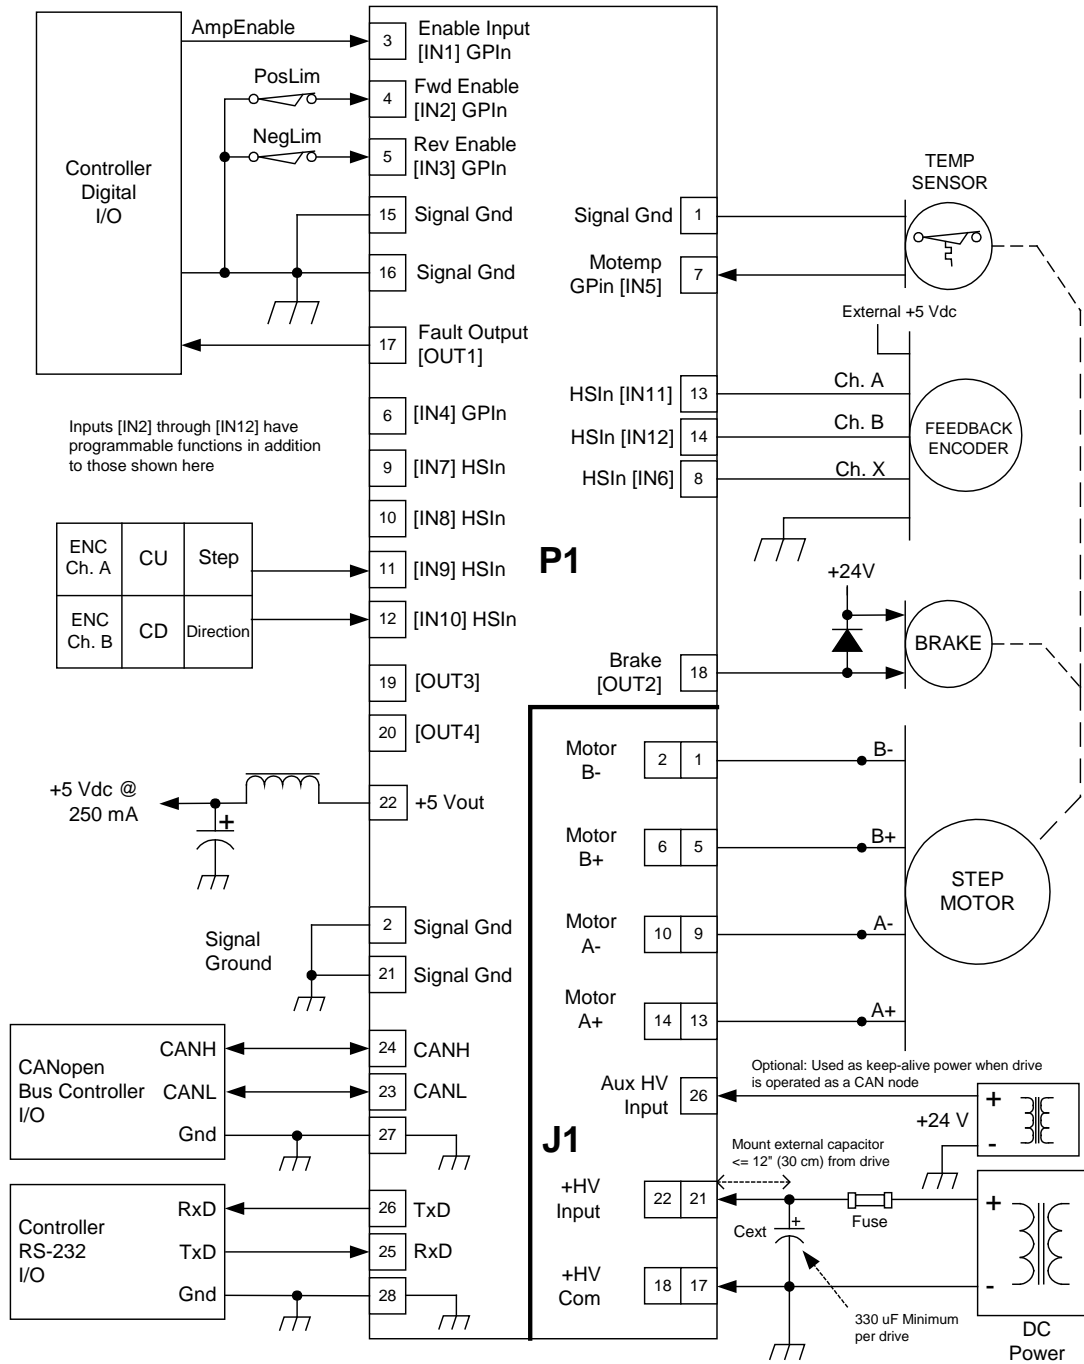 AmpEnable
3
Enable Input
[IN1] GPIn
PosLim
4
Fwd Enable
[IN2] GPIn
NegLim
5
Rev Enable
[IN3] GPIn
Controller
Digital
I/O
15
Signal Gnd
16
Signal Gnd
17
Fault Output
[OUT1]
Inputs [IN2] through [IN12] have
programmable functions in addition
to those shown here
6
[IN4] GPIn
9
[IN7] HSIn
10
[IN8] HSIn
ENC
Ch. A
CU
Step
11
[IN9] HSIn
ENC
Ch. B
CD
Direction
12
[IN10] HSIn
19
[OUT3]
20
[OUT4]
+5 Vdc @
250 mA
+
22
+5 Vout
Signal
Ground
2
Signal Gnd
21
Signal Gnd
CANopen
Bus Controller
I/O
CANH
24
CANH
CANL
23
CANL
Gnd
27
Controller
RS-232
I/O
RxD
26
TxD
TxD
25
RxD
Gnd
28
P1
TEMP
SENSOR
Signal Gnd
1
Motemp
GPin [IN5]
7
External +5 Vdc
HSIn [IN11]
13
Ch. A
HSIn [IN12]
14
Ch. B
HSIn [IN6]
8
Ch. X
FEEDBACK
ENCODER
+24V
Brake
[OUT2]
18
BRAKE
Motor
B-
2
1
B-
Motor
B+
6
5
B+
STEP
MOTOR
Motor
A-
10
9
A-
Motor
A+
14
13
A+
Optional: Used as keep-alive power when drive
is operated as a CAN node
Aux HV
Input
26
+
+24 V
-
J1
Mount external capacitor
<= 12" (30 cm) from drive
+HV
Input
22
21
Fuse
+
Cext
+
+HV
Com
18
17
-
330 uF Minimum
per drive
DC
Power